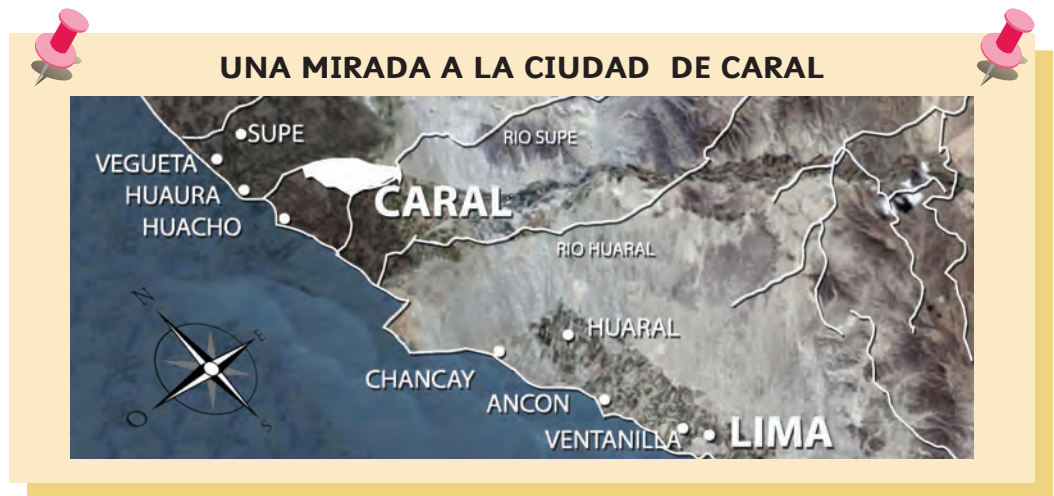 UNA MIRADA A LA CIUDAD DE CARAL
SUPE
RIO SUPE
VEGUETA
HUAURA
CARAL
HUACHO
RIO HUARAL
N
E
O
S
HUARAL
CHANCAY
ANCON
VENTANILLA
LIMA